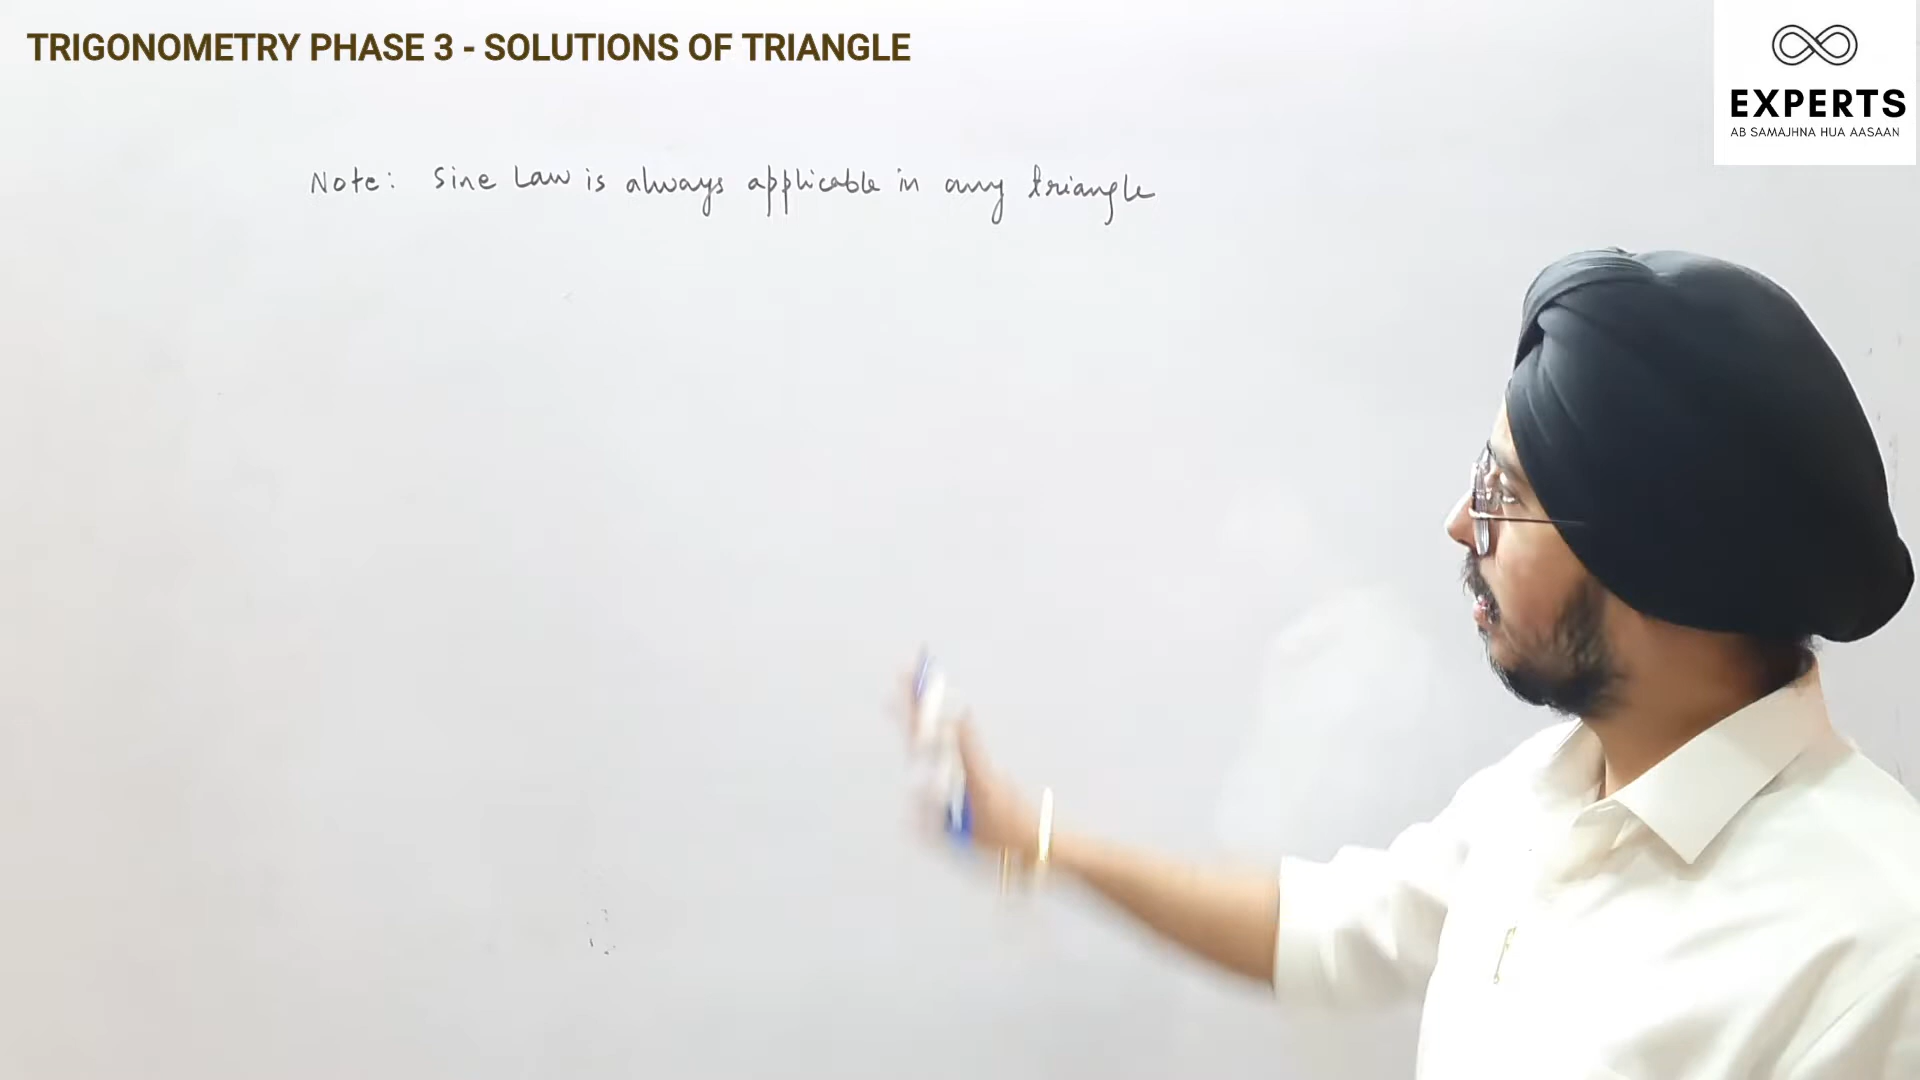 TRIGONOMETRY PHASE 3 - SOLUTIONS OF TRIANGLE
EXPERTS
AB SAMAJHNA HUA AASAAN
Note: Sine Law is always applicable in any triangle